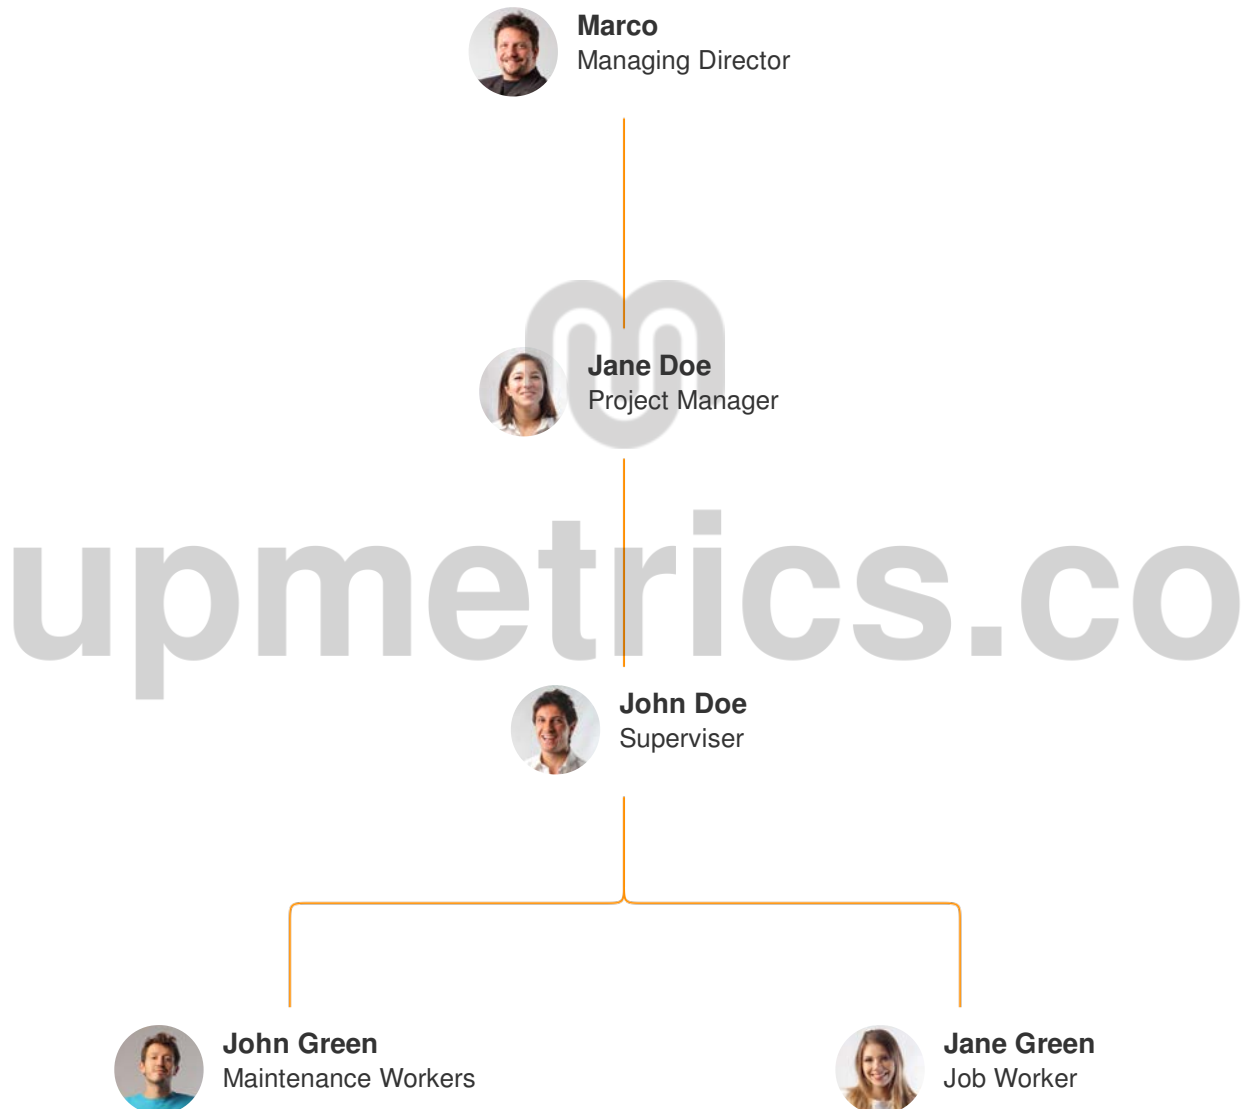 Marco
Managing Director
Jane Doe
Project Manager
upmetrics.co
John Doe
Superviser
John Green
Maintenance Workers
Jane Green
Job Worker